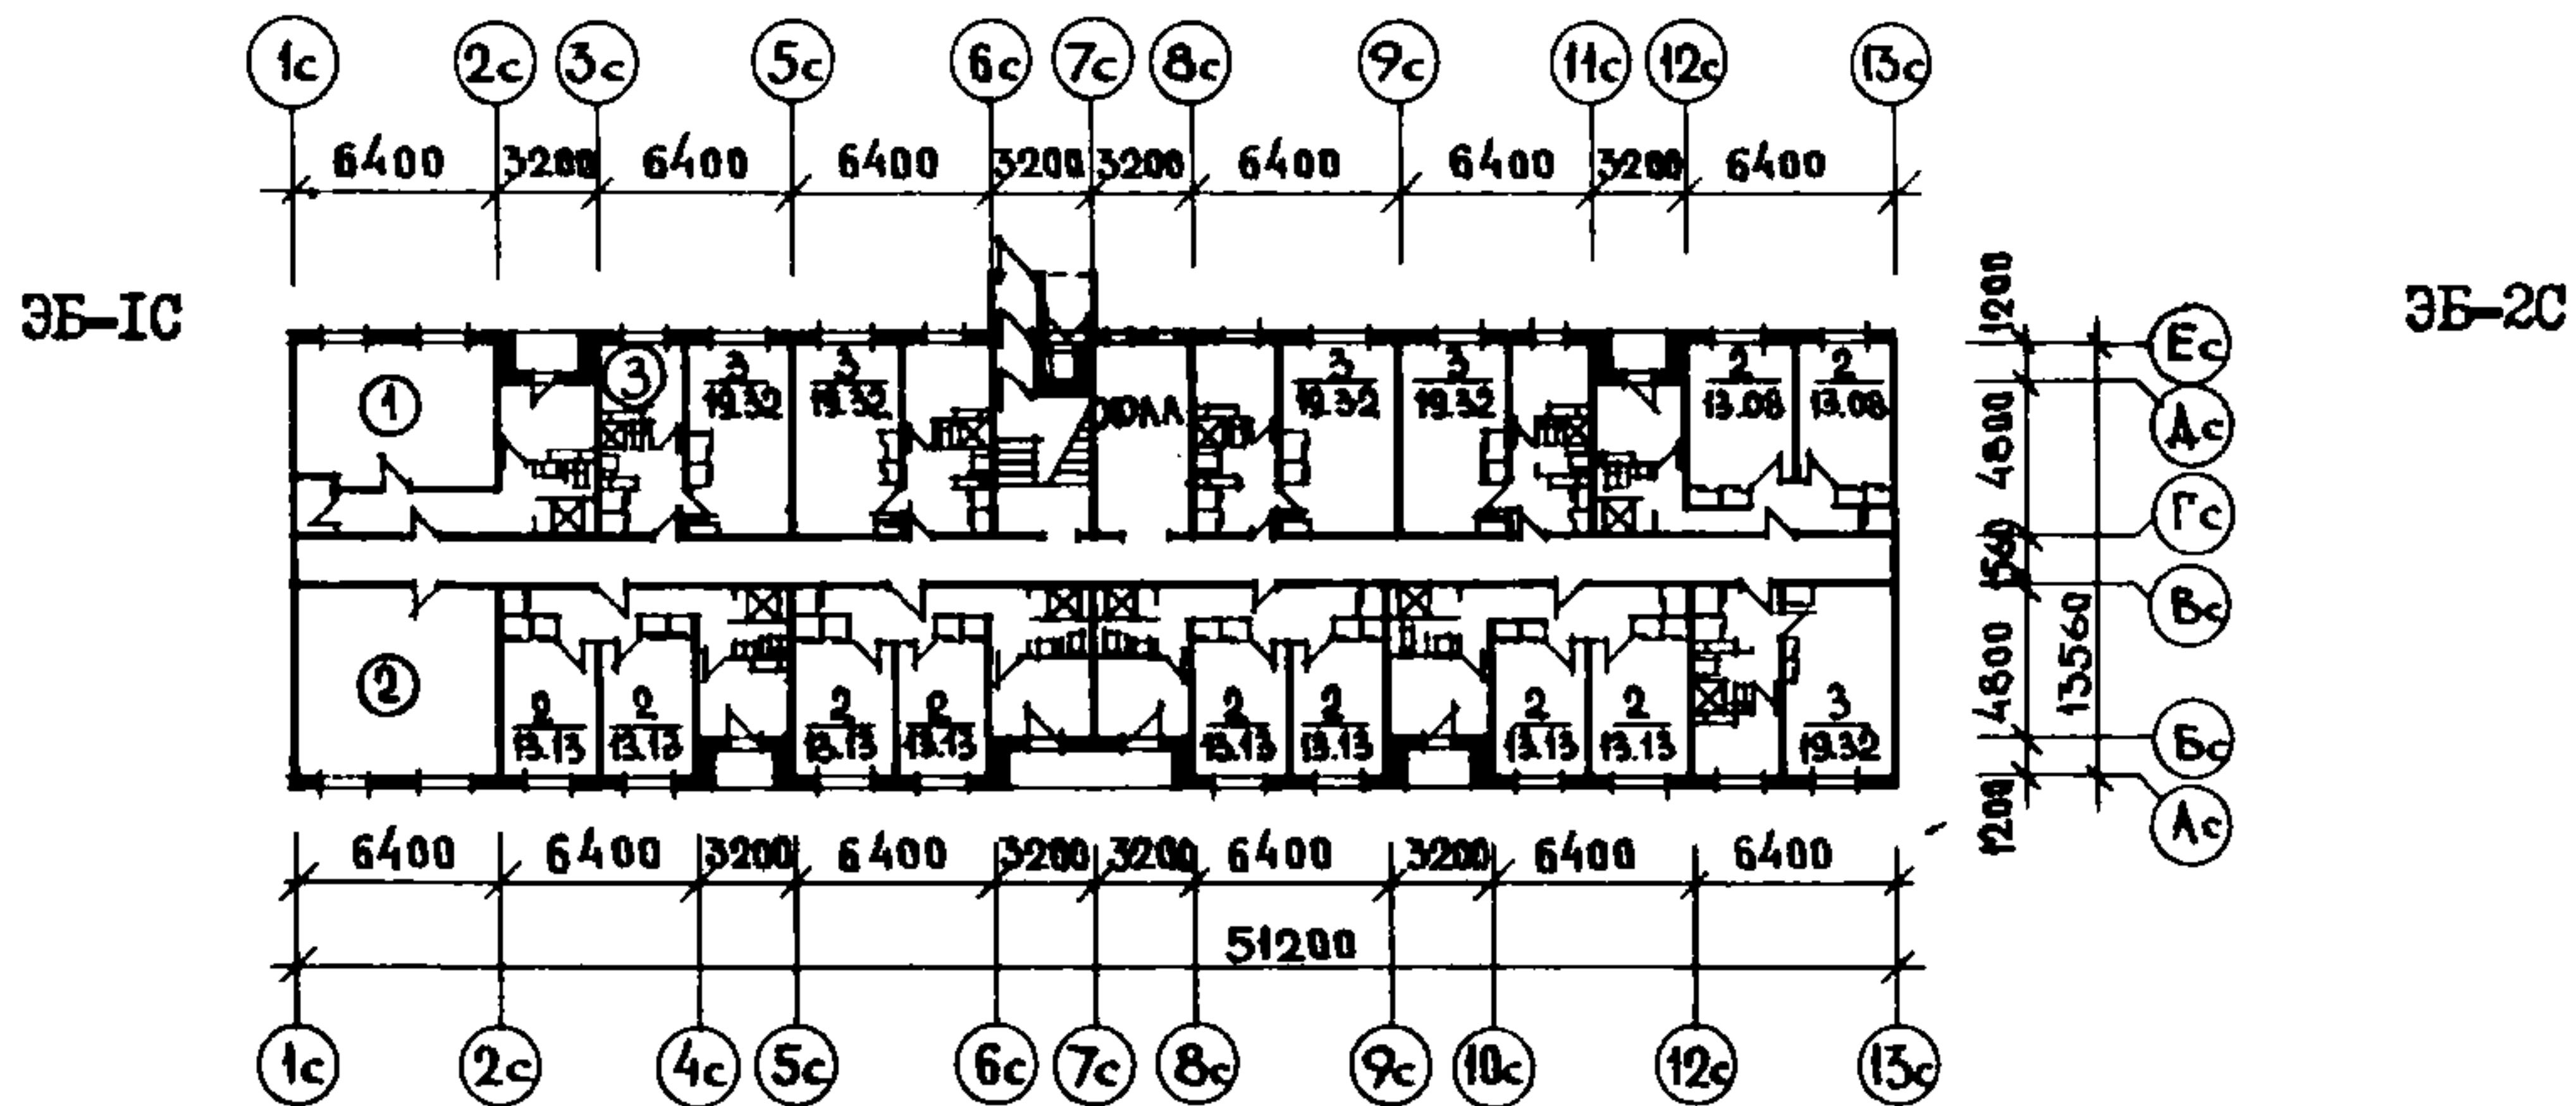 1с 2с 3с 5с 6с 7с 8с 9с 11с 12с 13с
6400 3200 6400 6400 3200 3200 6400 6400 3200 6400
ЭБ-IС ЭБ-2С
1200
Ес
1 3 3 3 3 3 2 2
19.32 19.32 19.32 19.32 13.08 13.08
ХОЛЛ
Дс
4800
Гс
1560
Вс
13560
4800
2 2 2 2 2 2 2 2 2 3
13.13 13.13 13.13 13.13 13.13 13.13 13.13 13.13 19.32
Бс
1200
Ас
6400 6400 3200 6400 3200 3200 6400 3200 6400 6400
51200
1с 2с 4с 5с 6с 7с 8с 9с 10с 12с 13с